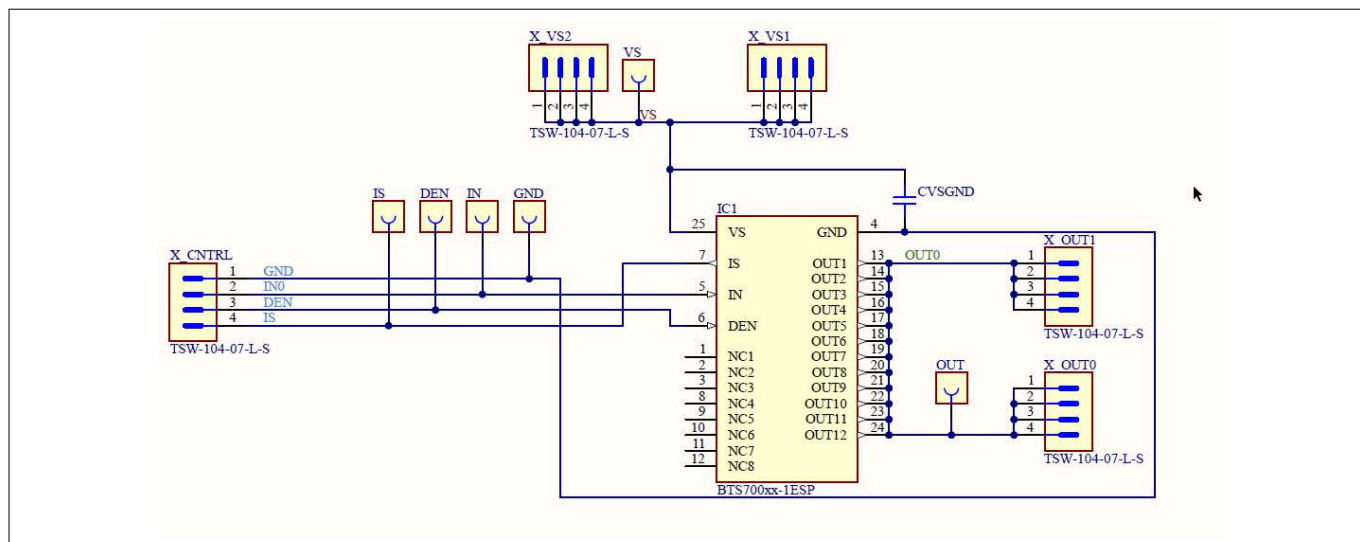 X_VS2
VS
X_VS1
1 2 3 4
VS
1 2 3 4
TSW-104-07-L-S
TSW-104-07-L-S
IS
DEN
IN
GND
CVSGND
IC1
25
VS
GND
4
X_CNTRL
1
GND
2
IN0
3
DEN
4
IS
TSW-104-07-L-S
7
IS
5
IN
6
DEN
1
NC1
2
NC2
3
NC3
8
NC4
9
NC5
10
NC6
11
NC7
12
NC8
OUT1
13
OUT0
OUT2
14
OUT3
15
OUT4
16
OUT5
17
OUT6
18
OUT7
19
OUT8
20
OUT9
21
OUT10
22
OUT11
23
OUT12
24
X_OUT1
1
2
3
4
TSW-104-07-L-S
OUT
X_OUT0
1
2
3
4
TSW-104-07-L-S
BTS700xx-1ESP